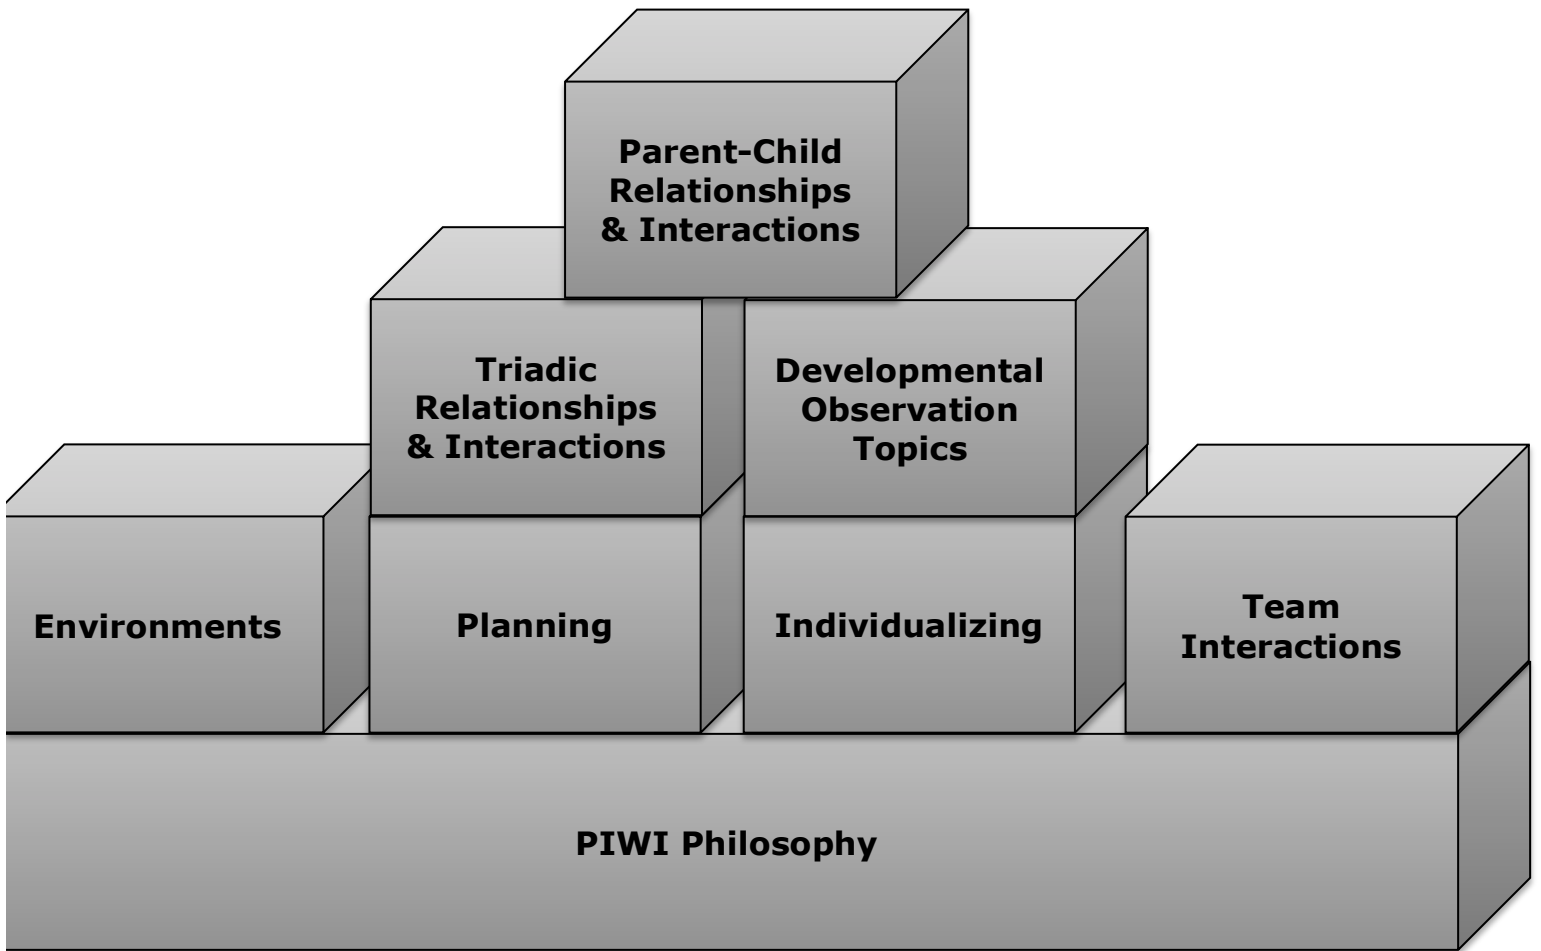 Parent-Child
Relationships
& Interactions
Triadic
Relationships
& Interactions
Developmental
Observation
Topics
Environments
Planning
Individualizing
Team
Interactions
PIWI Philosophy